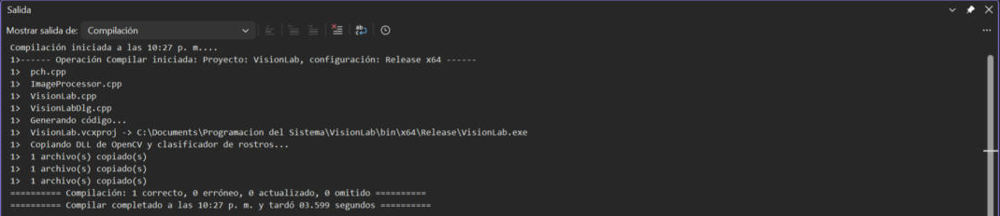 Salida
Mostrar salida de: Compilación
Compilación iniciada a las 10:27 p. m....
1>------ Operación Compilar iniciada: Proyecto: VisionLab, configuración: Release x64 ------
1>  pch.cpp
1>  ImageProcessor.cpp
1>  VisionLab.cpp
1>  VisionLabDlg.cpp
1>  Generando código...
1>  VisionLab.vcxproj -> C:\Documents\Programacion del Sistema\VisionLab\bin\x64\Release\VisionLab.exe
1>  Copiando DLL de OpenCV y clasificador de rostros...
1>  1 archivo(s) copiado(s)
1>  1 archivo(s) copiado(s)
1>  1 archivo(s) copiado(s)
========== Compilación: 1 correcto, 0 erróneo, 0 actualizado, 0 omitido ==========
========== Compilar completado a las 10:27 p. m. y tardó 03.599 segundos ==========